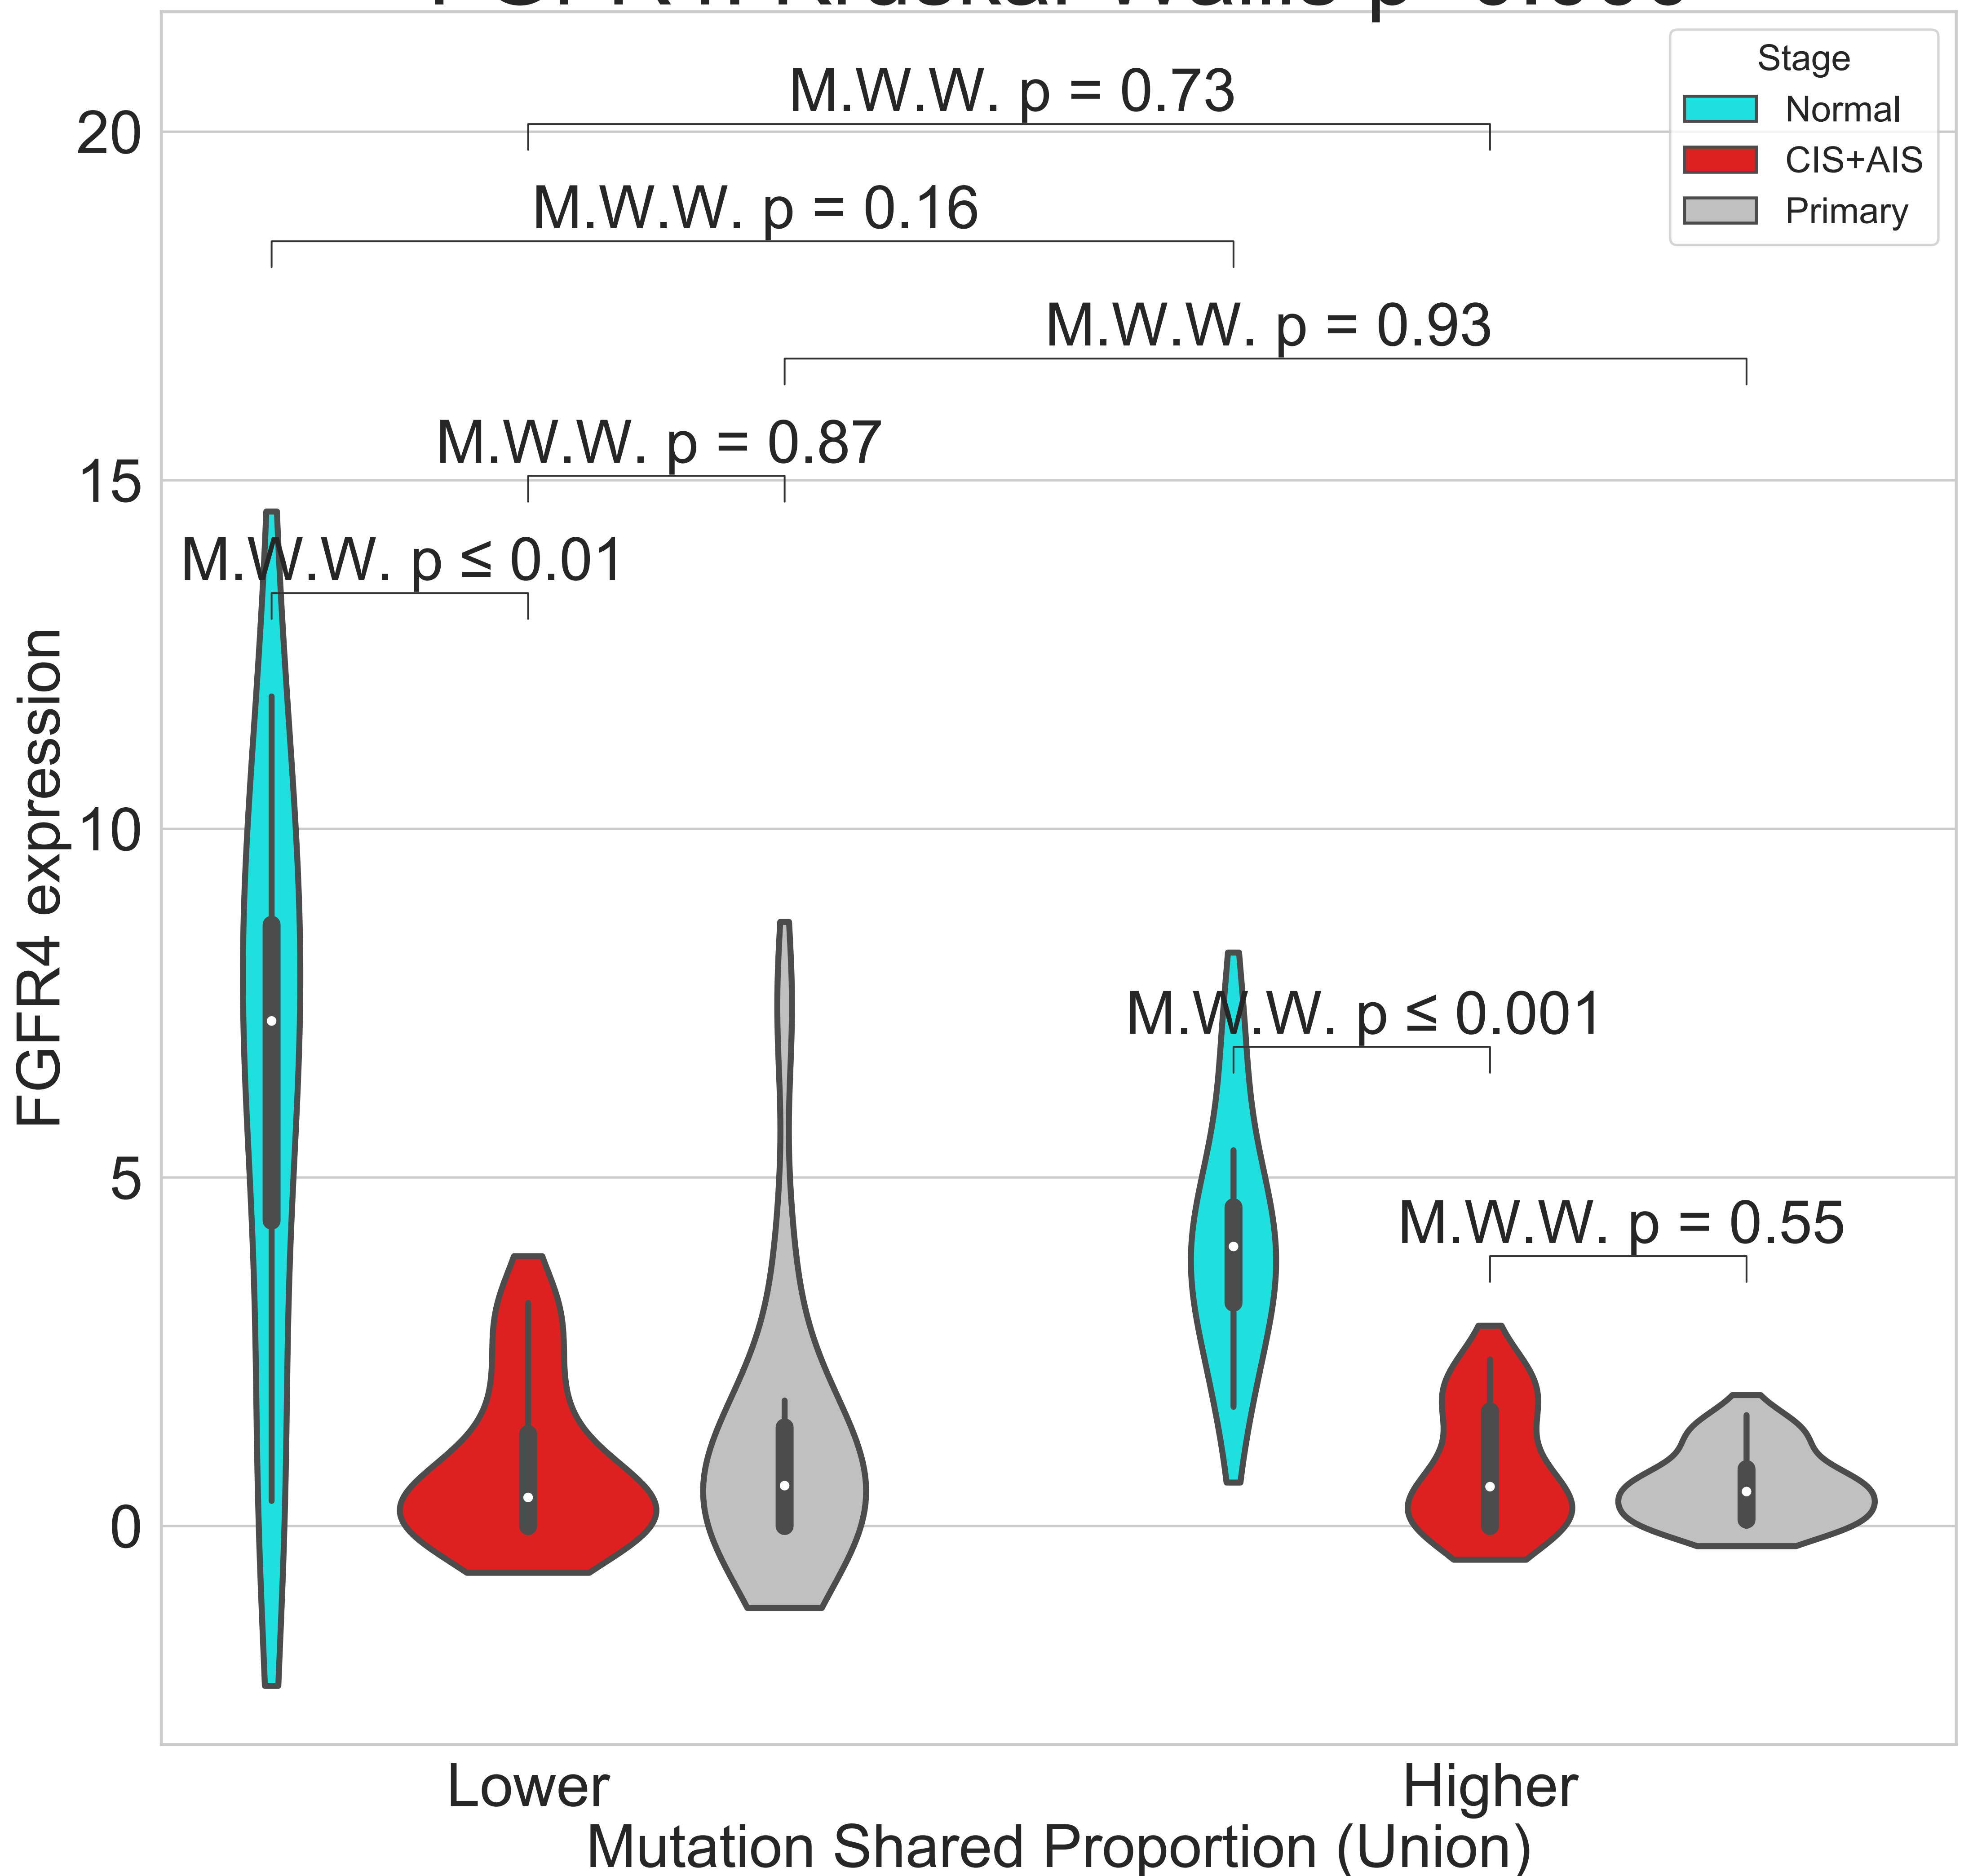 Stage
Normal
CIS+AIS
Primary
M.W.W. p = 0.73
M.W.W. p = 0.16
M.W.W. p = 0.93
M.W.W. p = 0.87
M.W.W. p ≤ 0.01
M.W.W. p ≤ 0.001
M.W.W. p = 0.55
20
15
10
5
0
FGFR4 expression
Lower
Higher
Mutation Shared Proportion (Union)